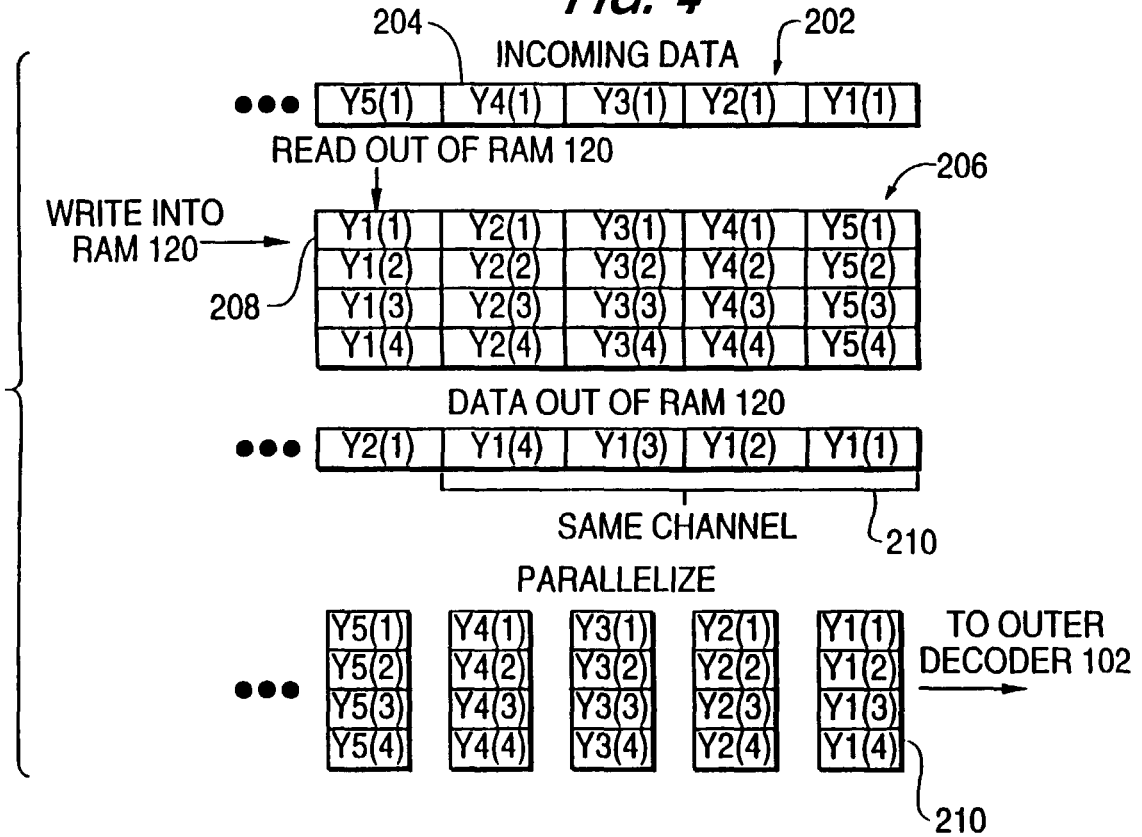 FIG. 4
204
202
INCOMING DATA
••• Y5(1) Y4(1) Y3(1) Y2(1) Y1(1)
READ OUT OF RAM 120
206
WRITE INTO
RAM 120
Y1(1) Y2(1) Y3(1) Y4(1) Y5(1)
Y1(2) Y2(2) Y3(2) Y4(2) Y5(2)
208
Y1(3) Y2(3) Y3(3) Y4(3) Y5(3)
Y1(4) Y2(4) Y3(4) Y4(4) Y5(4)
DATA OUT OF RAM 120
••• Y2(1) Y1(4) Y1(3) Y1(2) Y1(1)
SAME CHANNEL
210
PARALLELIZE
Y5(1) Y4(1) Y3(1) Y2(1) Y1(1)
Y5(2) Y4(2) Y3(2) Y2(2) Y1(2)
••• Y5(3) Y4(3) Y3(3) Y2(3) Y1(3)
Y5(4) Y4(4) Y3(4) Y2(4) Y1(4)
TO OUTER
DECODER 102
210